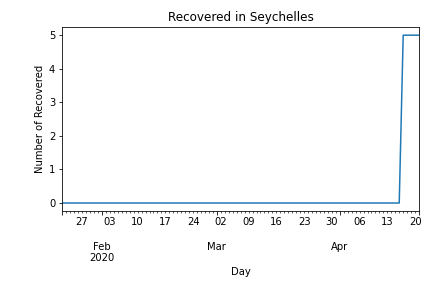 Recovered in Seychelles
Number of Recovered
5
4
3
2
1
0
27 03 10 17 24 02 09 16 23 30 06 13 20
Feb Mar Apr
2020
Day